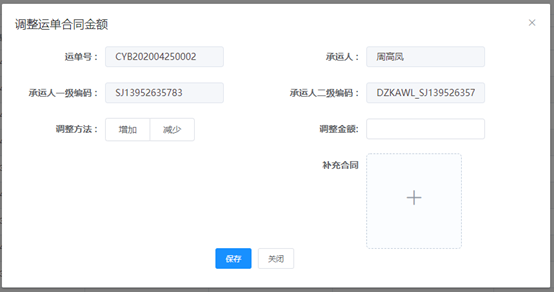 调整运单合同金额
运单号： CYB202004250002 承运人： 周高凤
承运人一级编码： SJ13952635783 承运人二级编码： DZKAWL_SJ139526357
调整方法： 增加 减少 调整金额:
补充合同
保存 关闭